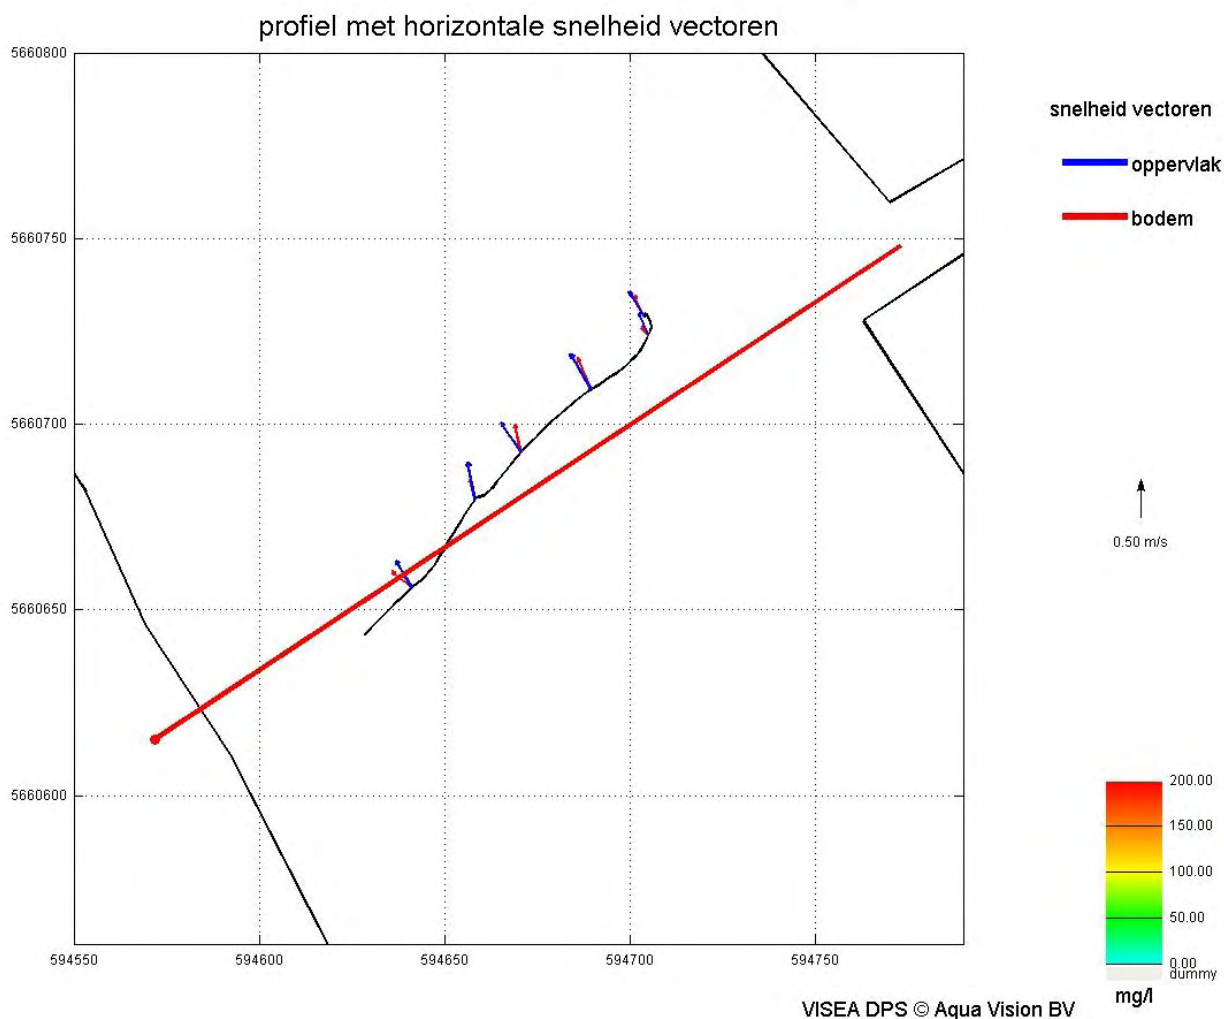 profiel met horizontale snelheid vectoren
5660800
5660750
5660700
5660650
5660600
594550
594600
594650
594700
594750
snelheid vectoren
oppervlak
bodem
0.50 m/s
200.00
150.00
100.00
50.00
0.00
dummy
mg/l
VISEA DPS © Aqua Vision BV